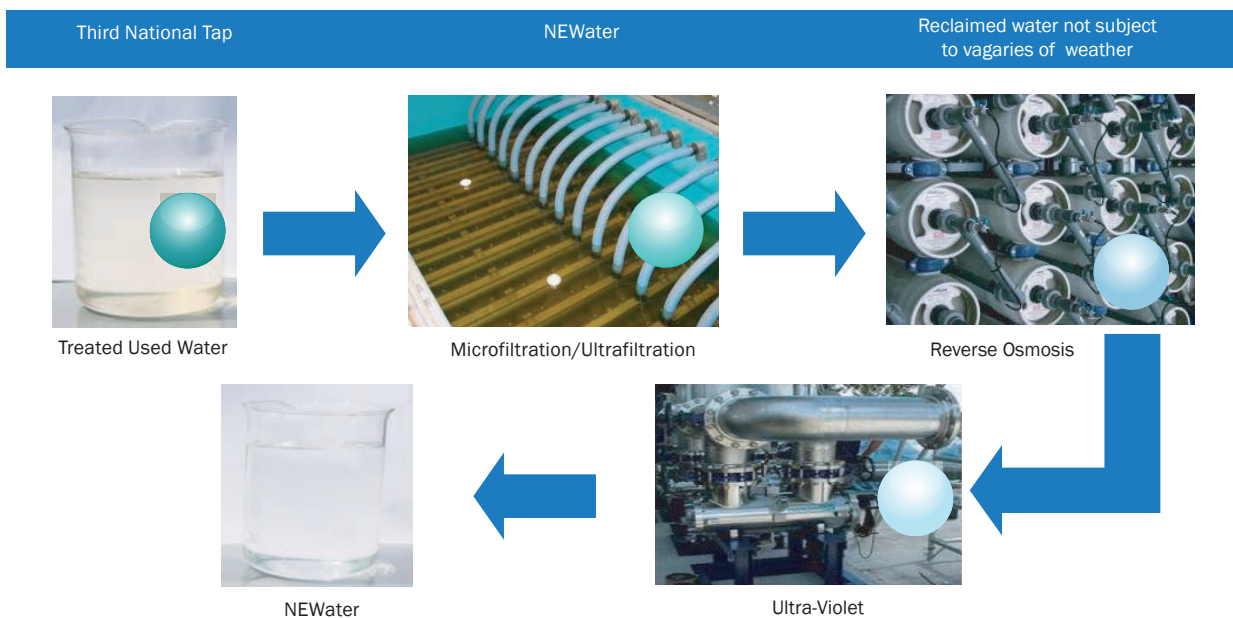 Third National Tap
NEWater
Reclaimed water not subject
to vagaries of weather
Treated Used Water
Microfiltration/Ultrafiltration
Reverse Osmosis
NEWater
Ultra-Violet